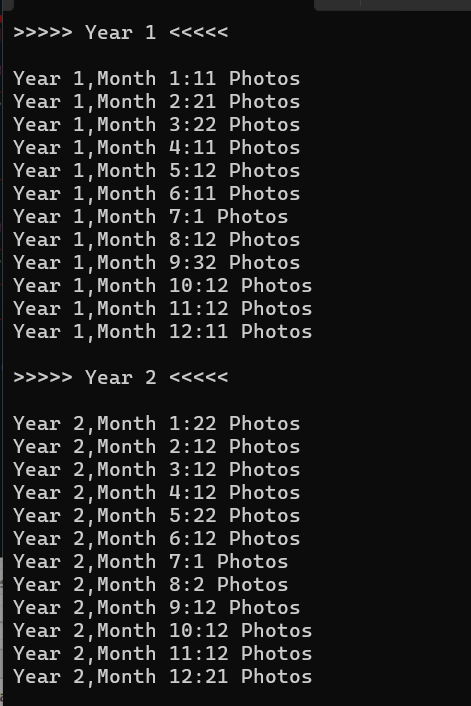 >>>>> Year 1 <<<<<
Year 1,Month 1:11 Photos
Year 1,Month 2:21 Photos
Year 1,Month 3:22 Photos
Year 1,Month 4:11 Photos
Year 1,Month 5:12 Photos
Year 1,Month 6:11 Photos
Year 1,Month 7:1 Photos
Year 1,Month 8:12 Photos
Year 1,Month 9:32 Photos
Year 1,Month 10:12 Photos
Year 1,Month 11:12 Photos
Year 1,Month 12:11 Photos
>>>>> Year 2 <<<<<
Year 2,Month 1:22 Photos
Year 2,Month 2:12 Photos
Year 2,Month 3:12 Photos
Year 2,Month 4:12 Photos
Year 2,Month 5:22 Photos
Year 2,Month 6:12 Photos
Year 2,Month 7:1 Photos
Year 2,Month 8:2 Photos
Year 2,Month 9:12 Photos
Year 2,Month 10:12 Photos
Year 2,Month 11:12 Photos
Year 2,Month 12:21 Photos